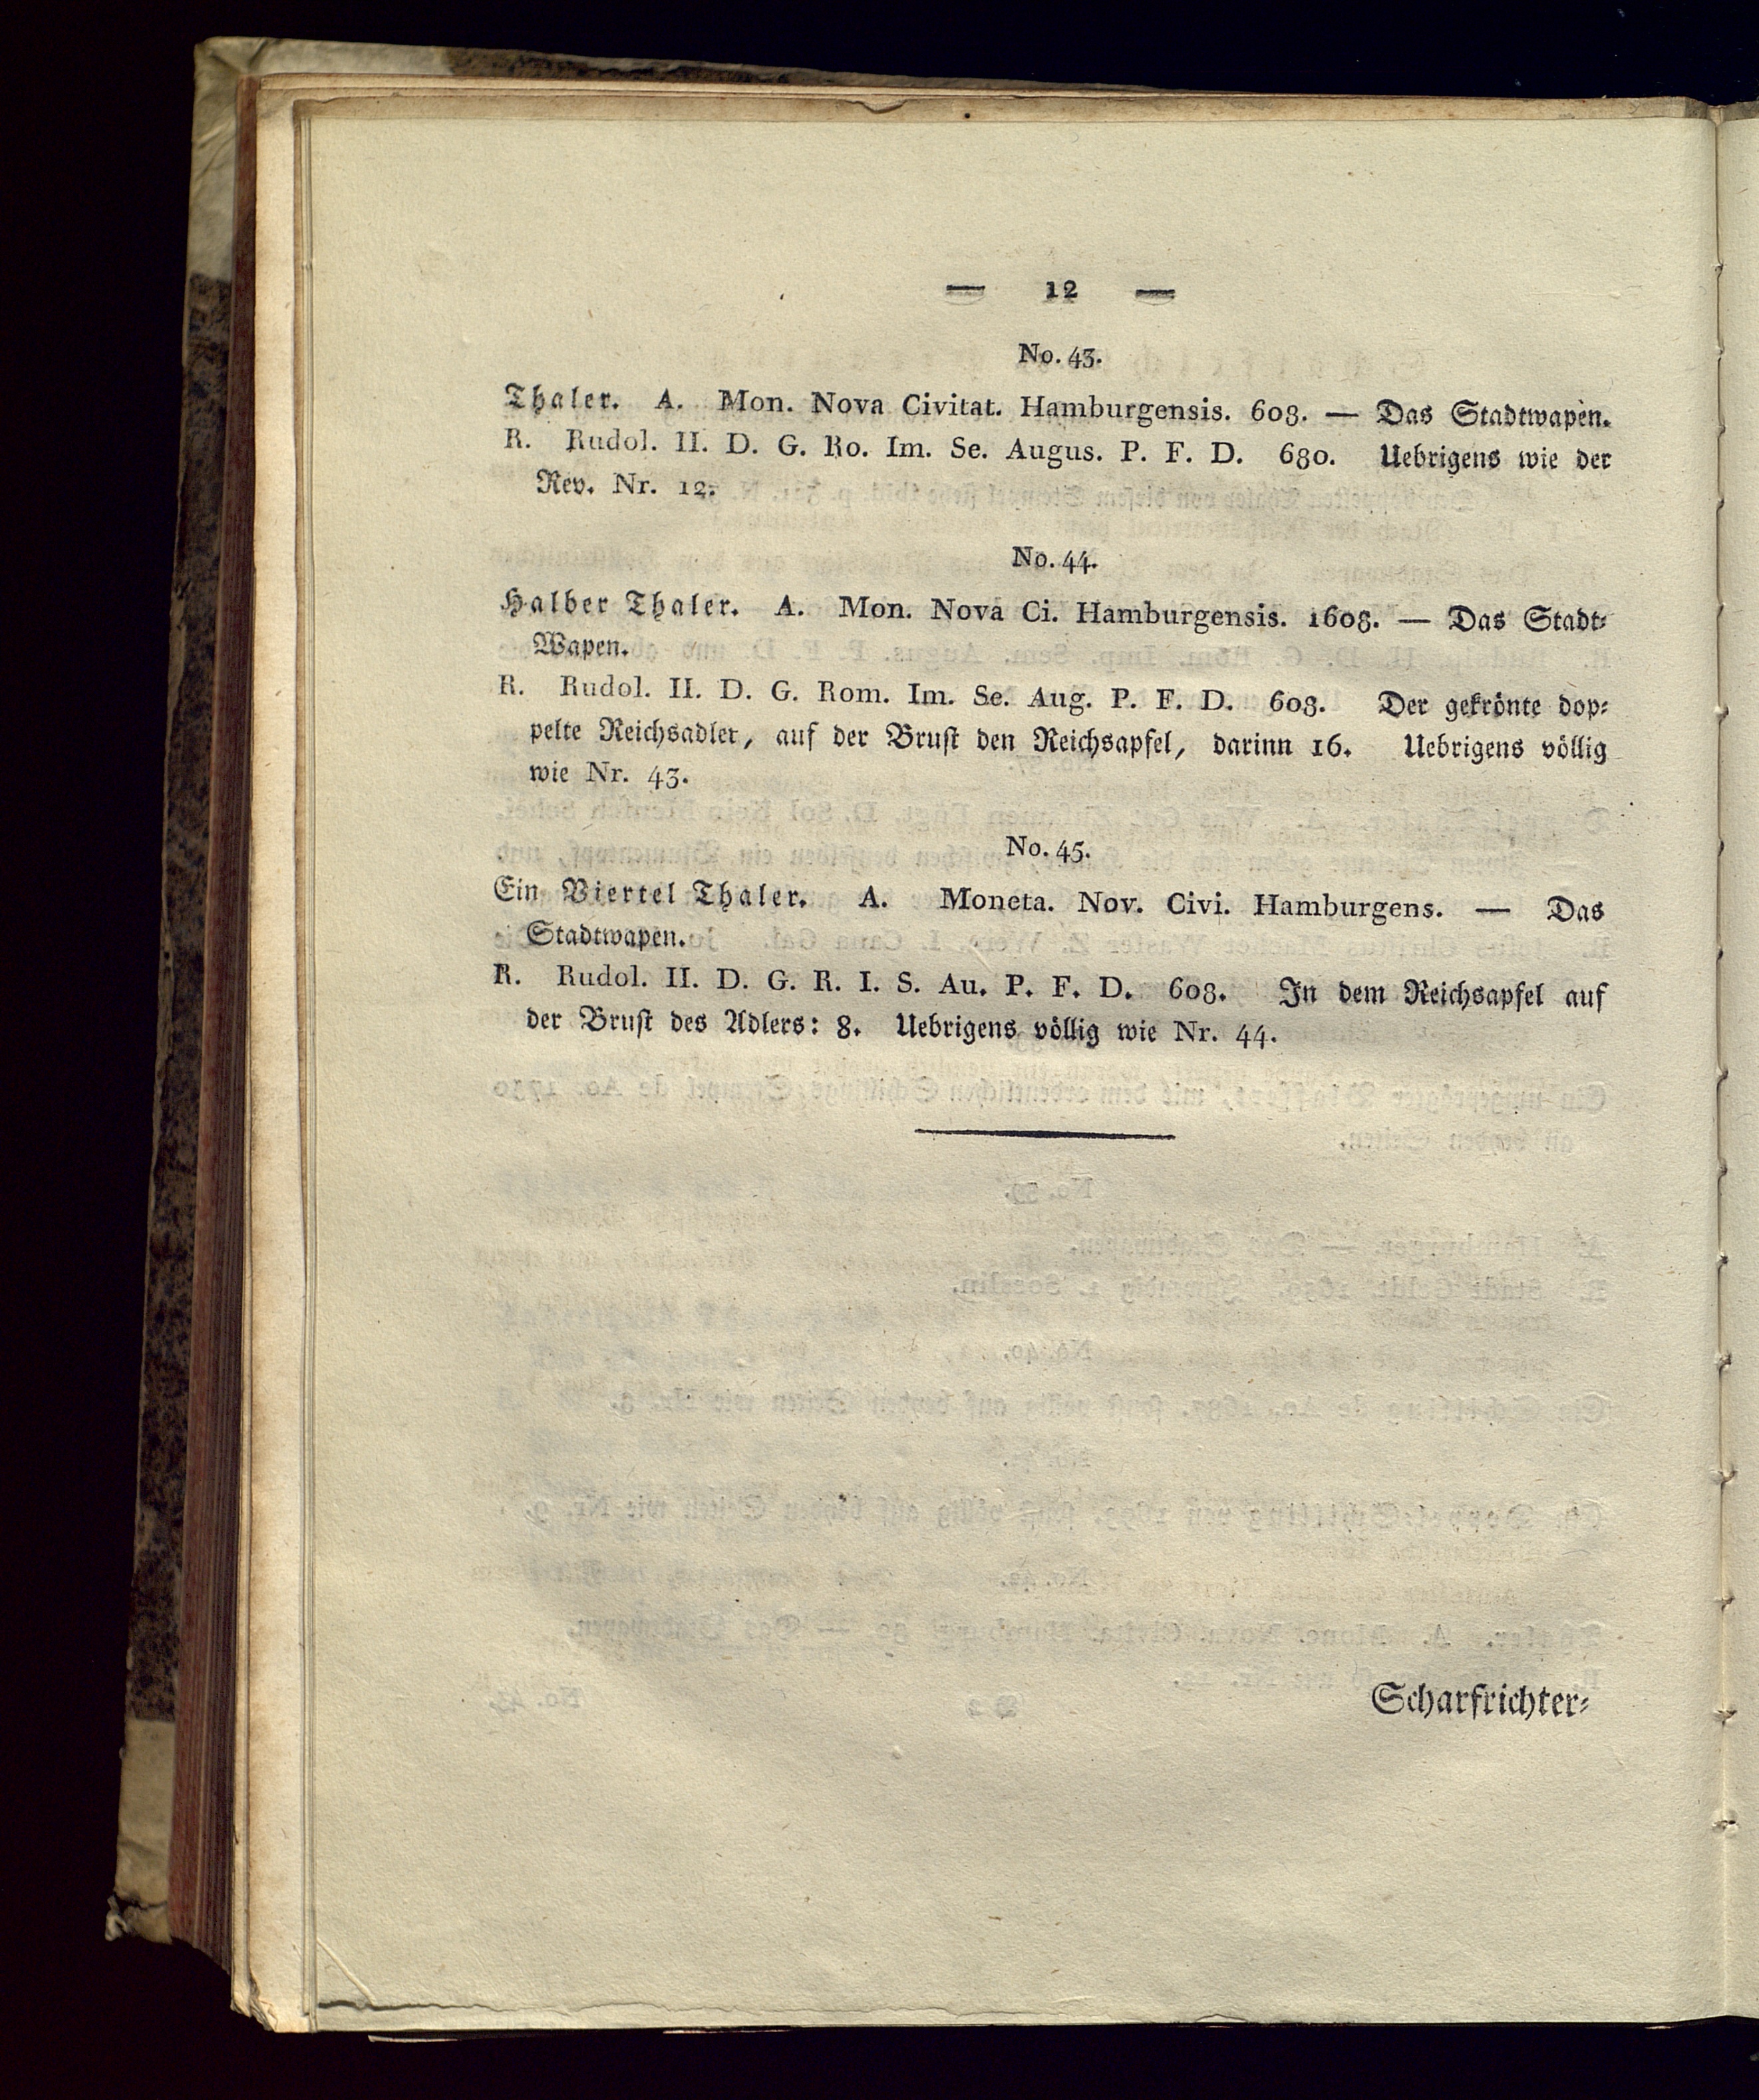 — 12 —
No. 43.
Thaler. A. Mon. Nova Civitat. Hamburgensis. 608. — Das Stadtwapen.
R. Rudol. II. D. G. Ro. Im. Se. Augus. P. F. D. 680. Uebrigens wie der
Rev. Nr. 12.
No. 44.
Halber Thaler. A. Mon. Nova Ci. Hamburgensis. 1608. — Das Stadt-
Wapen.
R. Rudol. II. D. G. Rom. Im. Se. Aug. P. F. D. 608. Der gekrönte dop-
pelte Reichsadler, auf der Brust den Reichsapfel, darinn 16. Uebrigens völlig
wie Nr. 43.
No. 45.
Ein Viertel Thaler. A. Moneta. Nov. Civi. Hamburgens. — Das
Stadtwapen.
R. Rudol. II. D. G. R. I. S. Au. P. F. D. 608. In dem Reichsapfel auf
der Brust des Adlers: 8. Uebrigens völlig wie Nr. 44.
Scharfrichter-